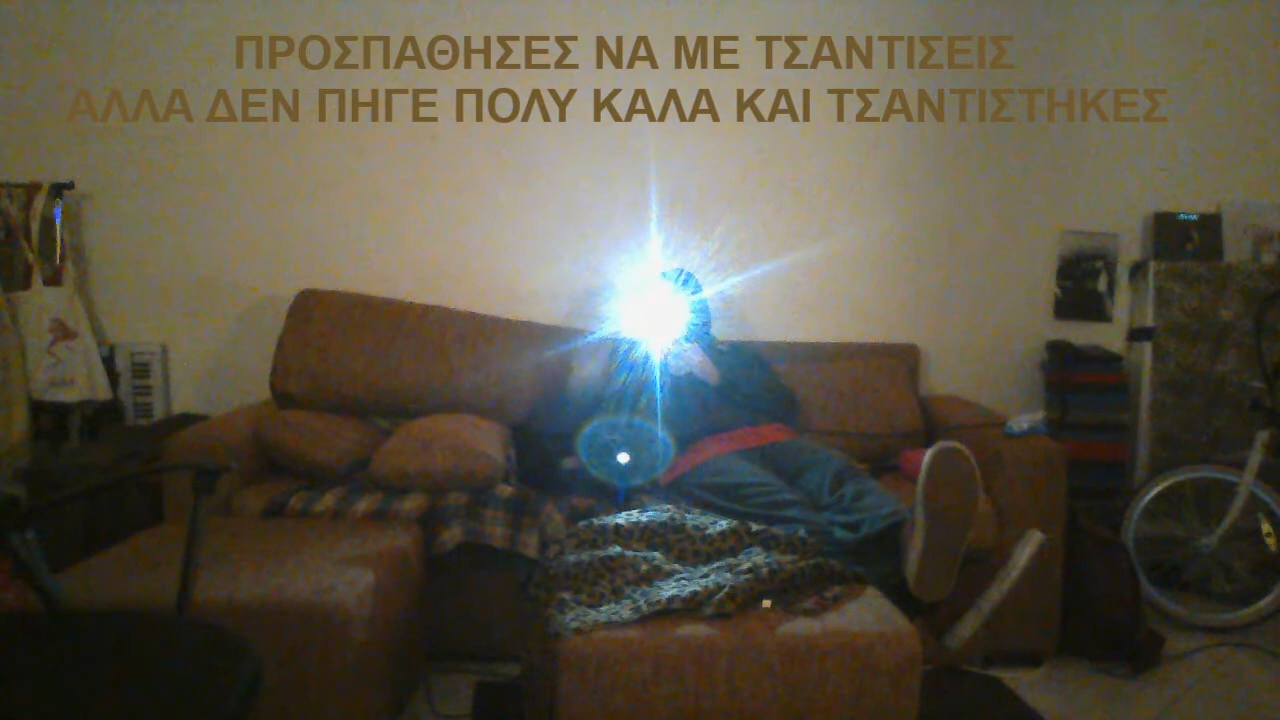 ΠΡΟΣΠΑΘΗΣΕΣ ΝΑ ΜΕ ΤΣΑΝΤΙΣΕΙΣ
ΑΛΛΑ ΔΕΝ ΠΗΓΕ ΠΟΛΥ ΚΑΛΑ ΚΑΙ ΤΣΑΝΤΙΣΤΗΚΕΣ